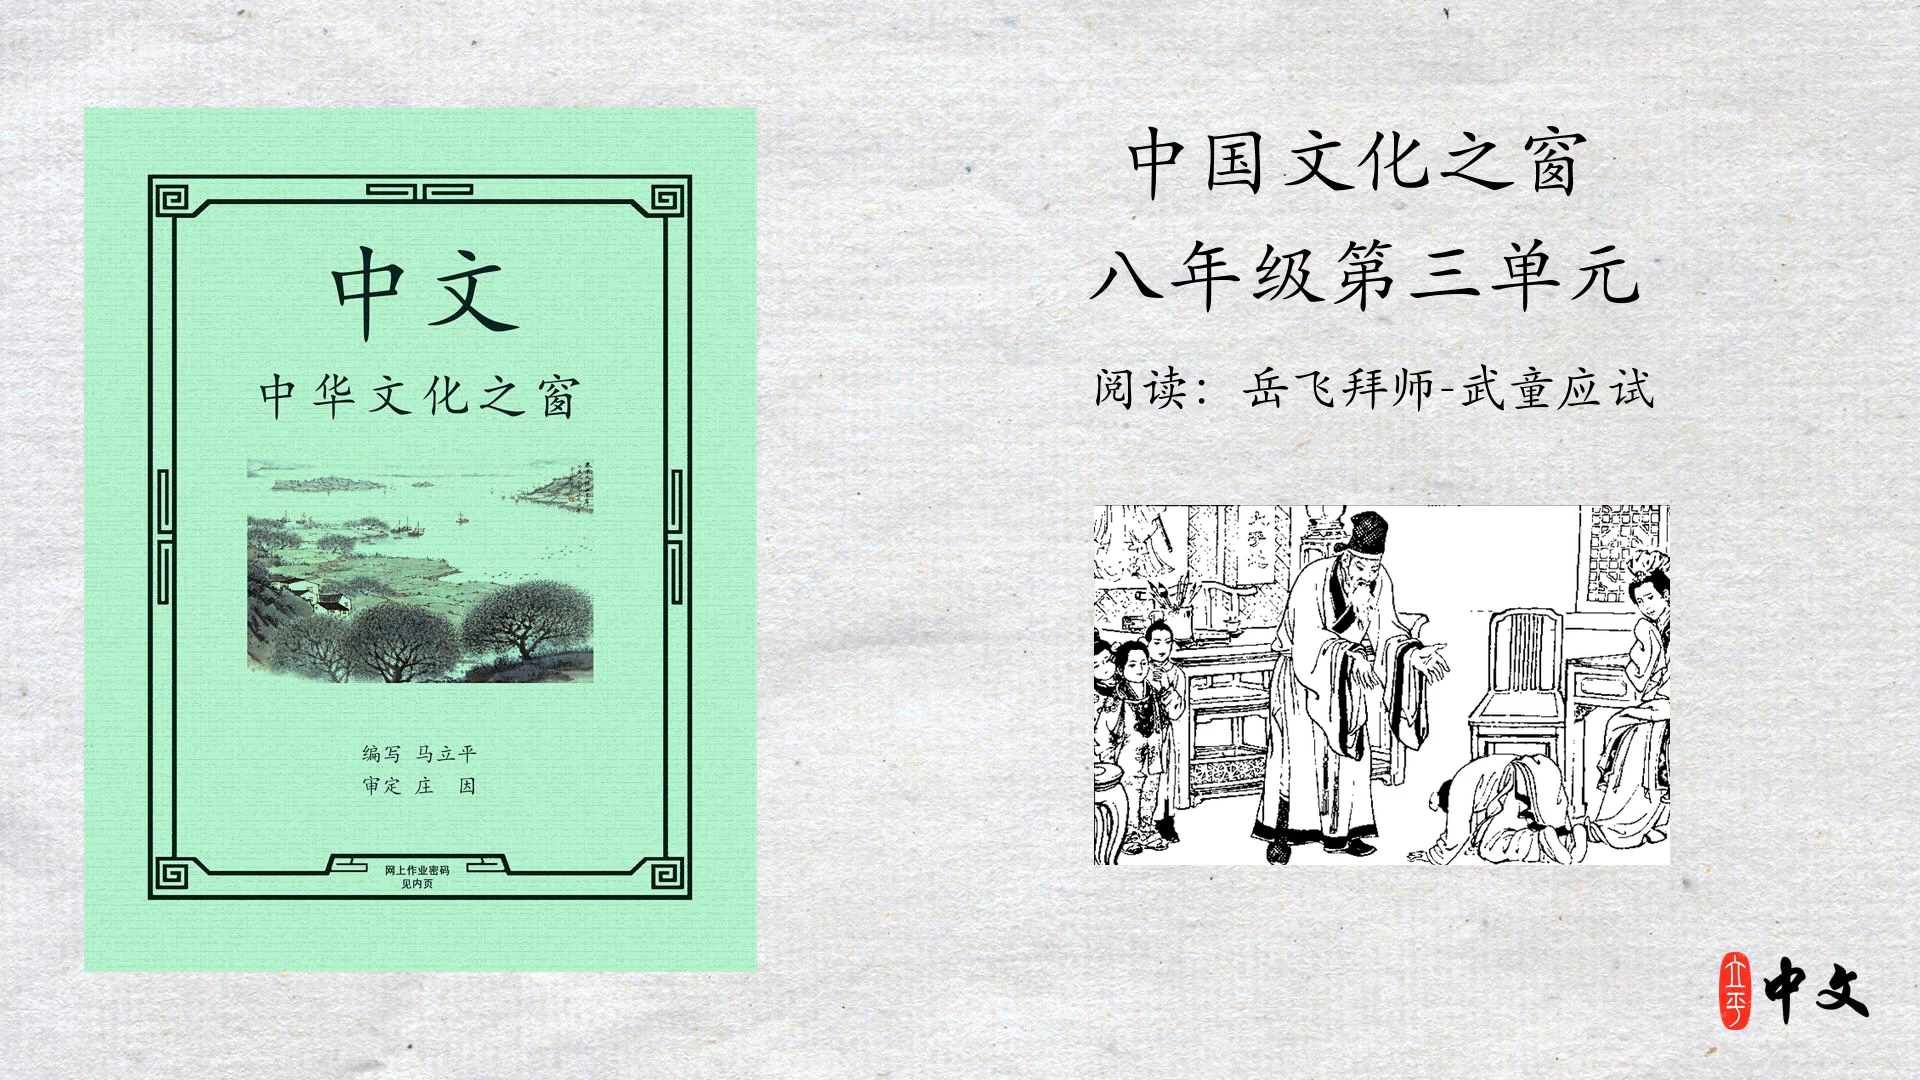 中文
中华文化之窗
编写 马立平
审定 庄 因
网上作业密码
见内页
中国文化之窗
八年级第三单元
阅读：岳飞拜师-武童应试
立平
中文